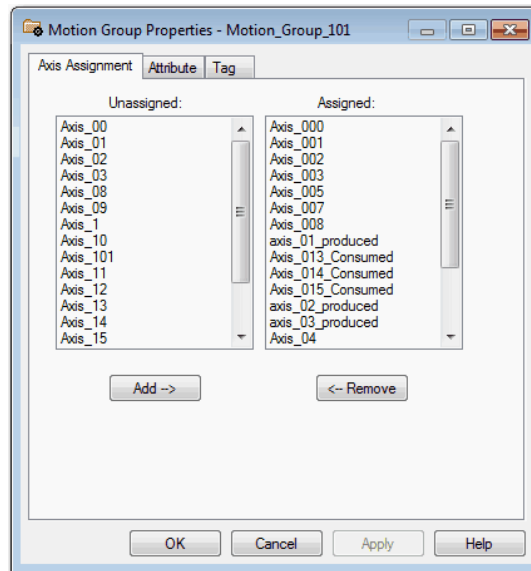 Motion Group Properties - Motion_Group_101
Axis Assignment Attribute Tag
Unassigned:
Axis_00
Axis_01
Axis_02
Axis_03
Axis_08
Axis_09
Axis_1
Axis_10
Axis_101
Axis_11
Axis_12
Axis_13
Axis_14
Axis_15
Assigned:
Axis_000
Axis_001
Axis_002
Axis_003
Axis_005
Axis_007
Axis_008
axis_01_produced
Axis_013_Consumed
Axis_014_Consumed
Axis_015_Consumed
axis_02_produced
axis_03_produced
Axis_04
Add -->
<-- Remove
OK Cancel Apply Help